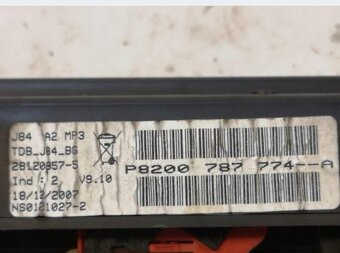 J84 A2 MP3
TDB_J84_BG
28120857-5
Ind : 2 V9.10
18/12/2007
NS0121027-2
P8200 787 774--A